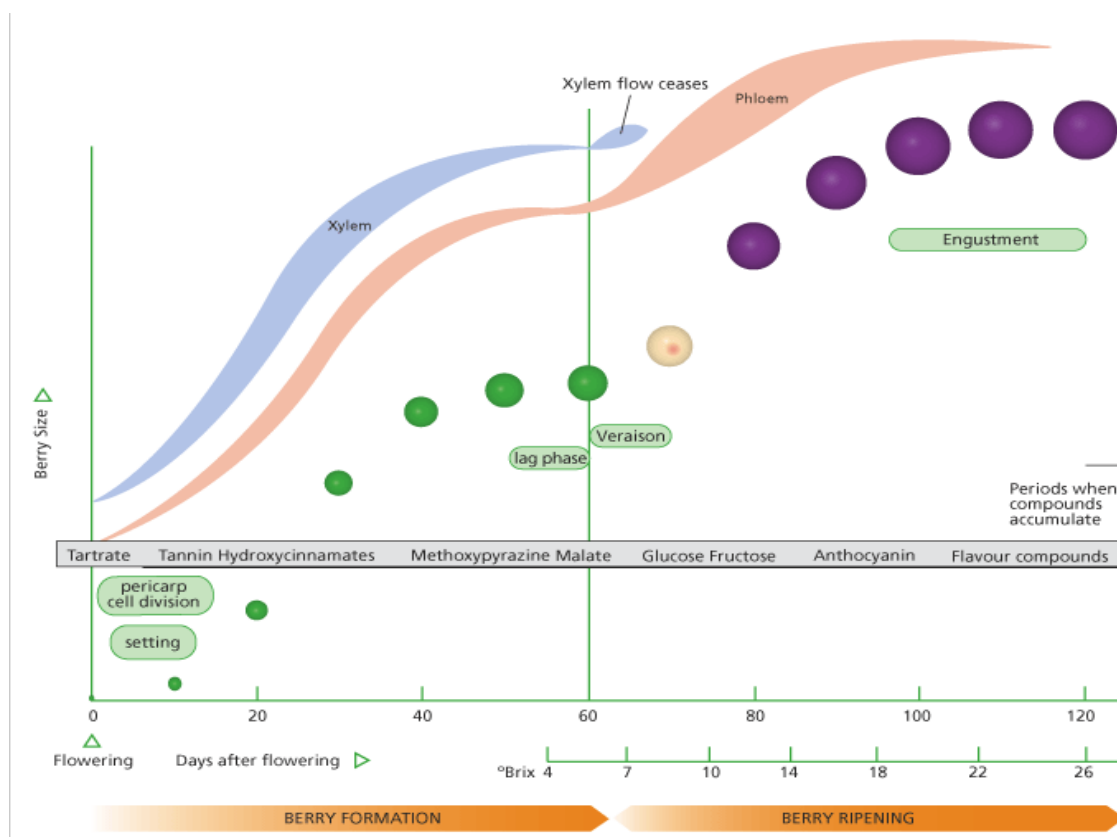 Xylem flow ceases
Phloem
Xylem
Engustment
Veraison
lag phase
Berry Size
Periods when
compounds
accumulate
Tartrate Tannin Hydroxycinnamates Methoxypyrazine Malate Glucose Fructose Anthocyanin Flavour compounds
pericarp
cell division
setting
0 20 40 60 80 100 120
Flowering Days after flowering
°Brix 4 7 10 14 18 22 26
BERRY FORMATION BERRY RIPENING